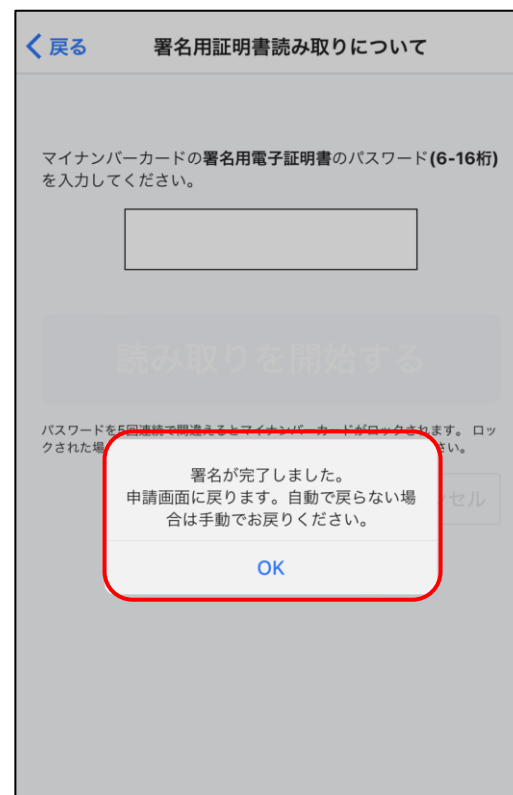 戻る 署名用証明書読み取りについて
マイナンバーカードの署名用電子証明書のパスワード(6-16桁)
を入力してください。
読み取りを開始する
パスワードを5回連続で間違えるとマイナンバーカードがロックされます。 ロッ
クされた場 さい。
署名が完了しました。
申請画面に戻ります。自動で戻らない場
合は手動でお戻りください。
セル
OK